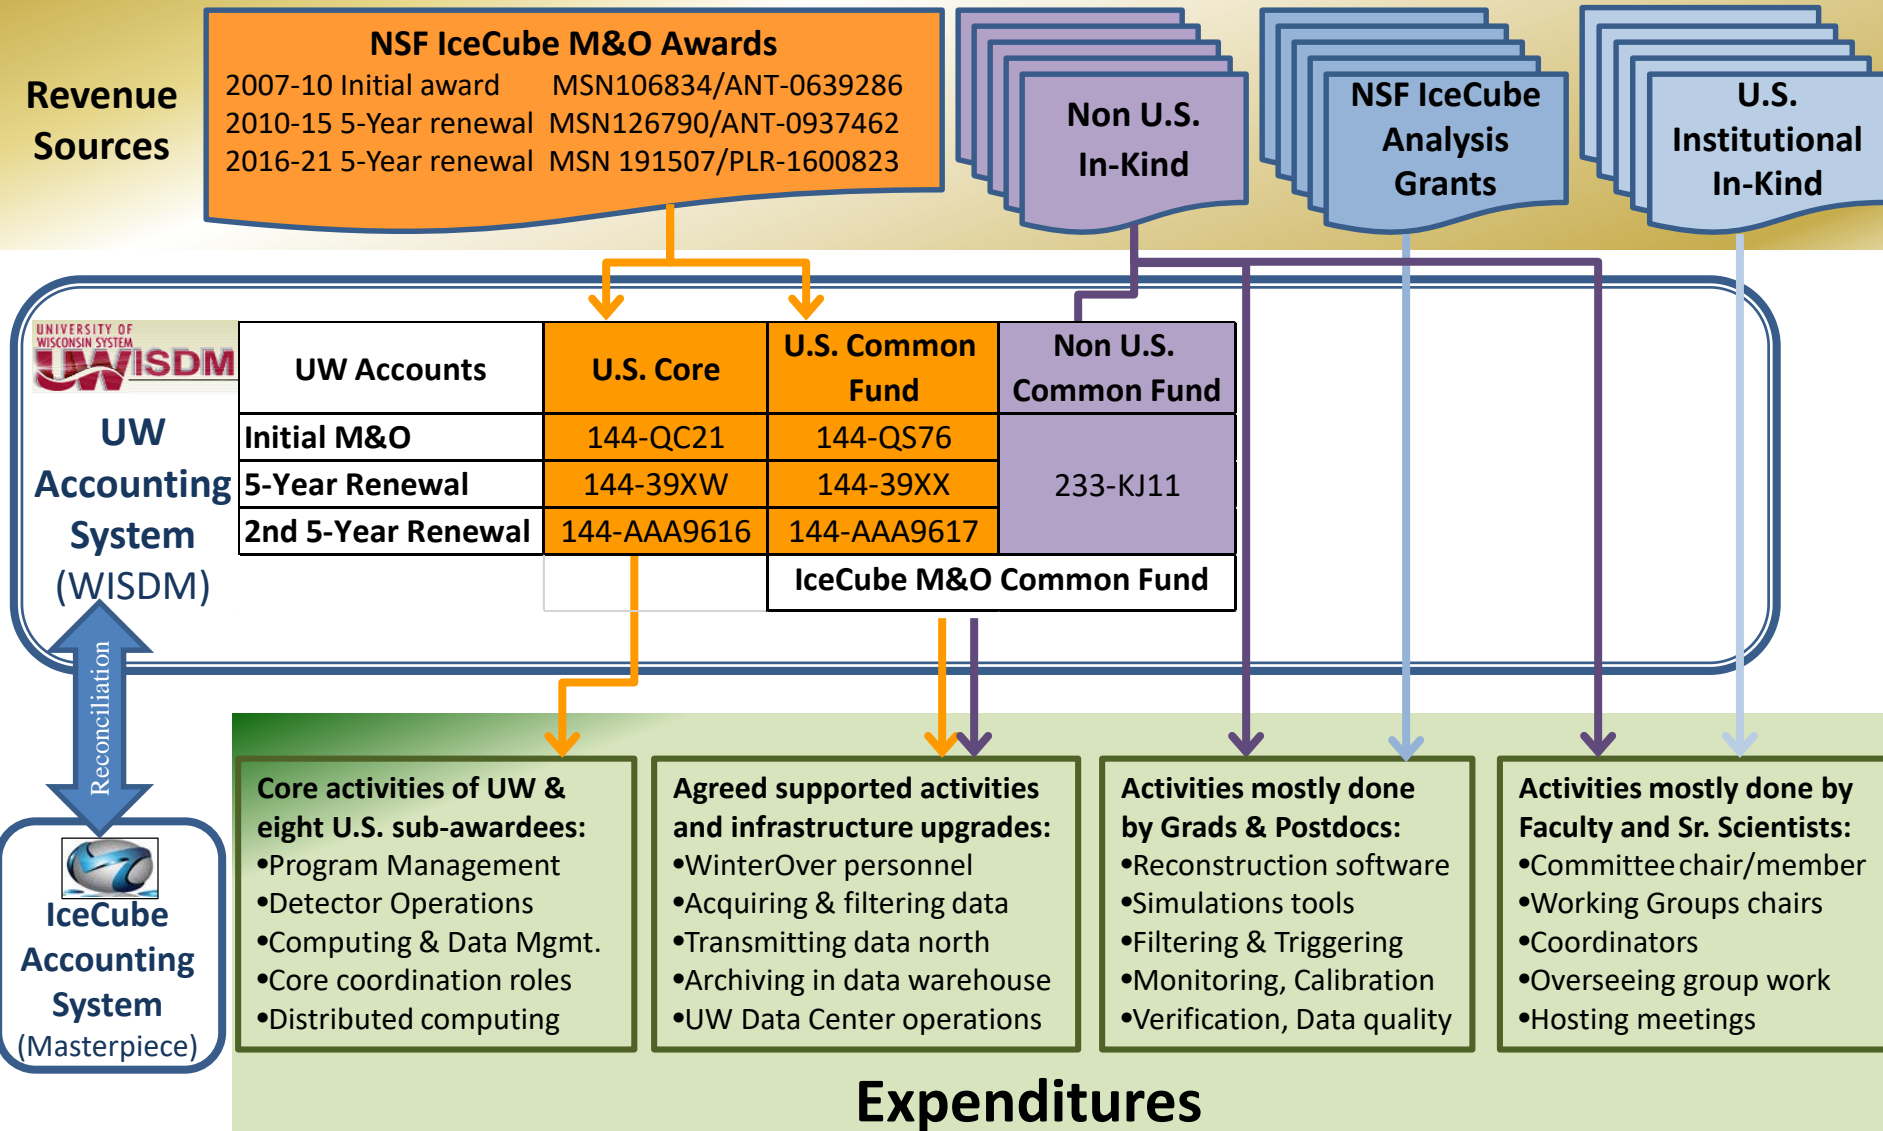 Revenue
Sources
NSF IceCube M&O Awards
2007-10 Initial award MSN106834/ANT-0639286
2010-15 5-Year renewal MSN126790/ANT-0937462
2016-21 5-Year renewal MSN 191507/PLR-1600823
Non U.S.
In-Kind
NSF IceCube
Analysis
Grants
U.S.
Institutional
In-Kind
UNIVERSITY OF
WISCONSIN SYSTEM
UWISDM
UW
Accounting
System
(WISDM)
UW Accounts
U.S. Core
U.S. Common
Fund
Non U.S.
Common Fund
Initial M&O 144-QC21 144-QS76
5-Year Renewal 144-39XW 144-39XX 233-KJ11
2nd 5-Year Renewal 144-AAA9616 144-AAA9617
IceCube M&O Common Fund
Reconciliation
IceCube
Accounting
System
(Masterpiece)
Core activities of UW &
eight U.S. sub-awardees:
•Program Management
•Detector Operations
•Computing & Data Mgmt.
•Core coordination roles
•Distributed computing
Agreed supported activities
and infrastructure upgrades:
•WinterOver personnel
•Acquiring & filtering data
•Transmitting data north
•Archiving in data warehouse
•UW Data Center operations
Activities mostly done
by Grads & Postdocs:
•Reconstruction software
•Simulations tools
•Filtering & Triggering
•Monitoring, Calibration
•Verification, Data quality
Activities mostly done by
Faculty and Sr. Scientists:
•Committee chair/member
•Working Groups chairs
•Coordinators
•Overseeing group work
•Hosting meetings
Expenditures